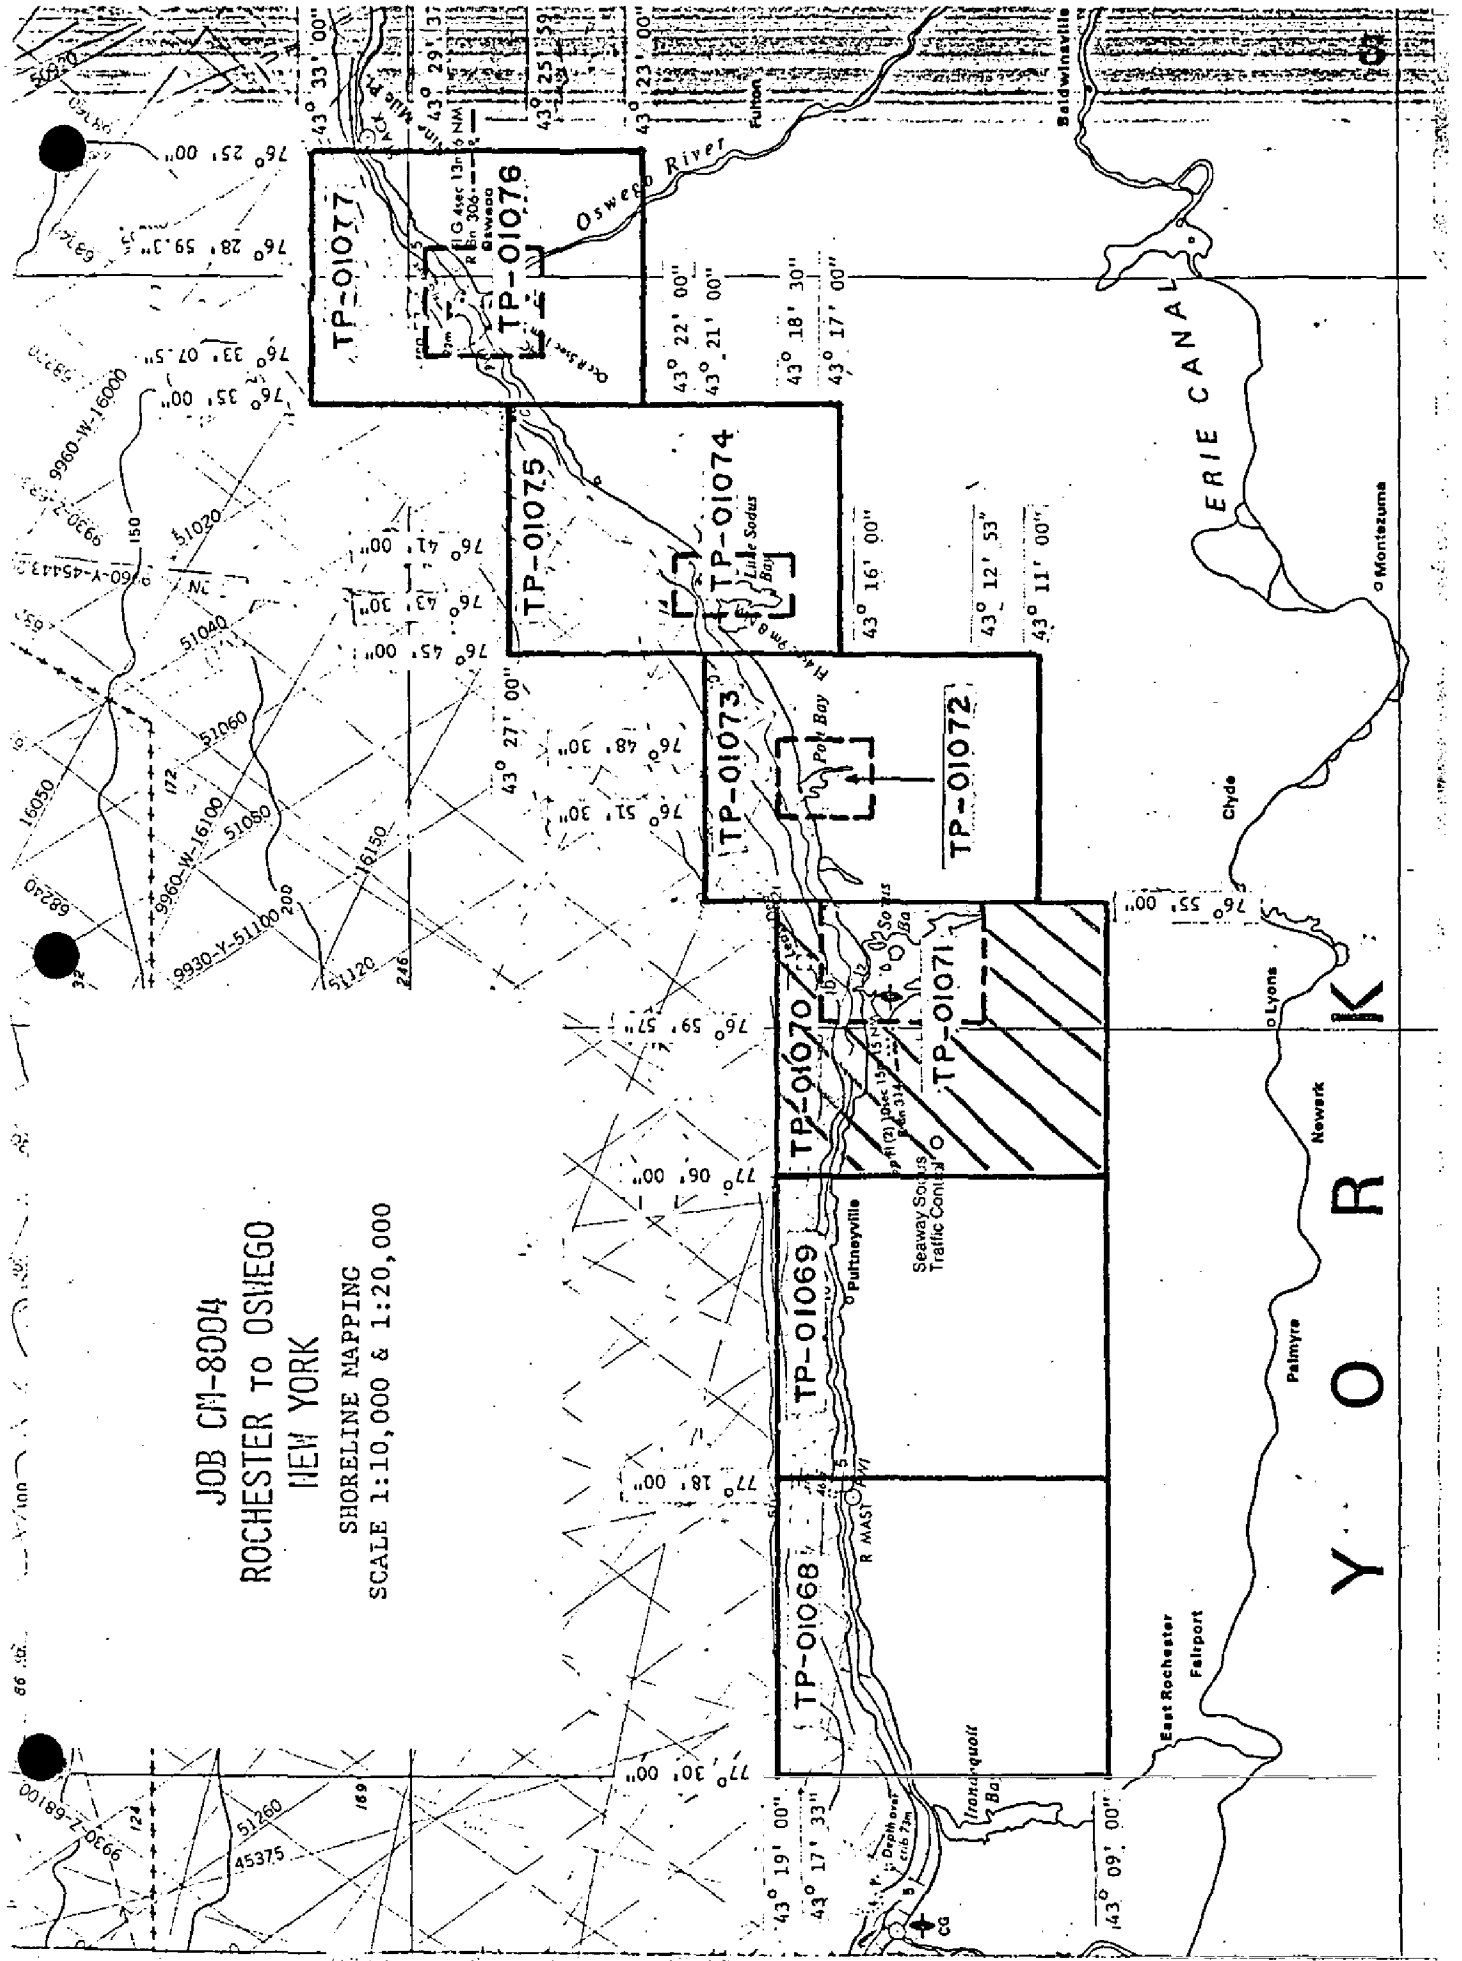 JOB CM-8004
ROCHESTER TO OSWEGO
NEW YORK
SHORELINE MAPPING
SCALE 1:10,000 & 1:20,000
TP-01068
TP-01069
TP-01070
TP-01071
TP-01072
TP-01073
TP-01074
TP-01075
TP-01076
TP-01077
77° 30' 00"
77° 18' 00"
77° 06' 00"
76° 59' 57"
76° 55' 00"
76° 51' 30"
76° 48' 30"
76° 45' 00"
76° 43' 30"
76° 41' 00"
76° 35' 00"
76° 33' 07.5"
76° 28' 59.3"
76° 25' 00"
43° 33' 00"
43° 29' 37
43° 25' 59
43° 23' 00"
43° 22' 00"
43° 21' 00"
43° 18' 30"
43° 17' 00"
43° 16' 00"
43° 12' 53"
43° 11' 00"
43° 27' 00"
43° 19' 00"
43° 17' 33"
43° 09' 00"
Oswego River
Fulton
Baldwinsville
ERIE CANAL
Montezuma
Clyde
Lyons
Newark
Palmyra
Fairport
East Rochester
YORK
Irondequoit
Bay
Depth over
crib 73m
CG
R MAST
Pultneyville
Seaway Sodus
Traffic Control
Port Bay
Little Sodus
Bay
Oswego
9960-W-16000
51020
150
51040
51060
172
16050
9960-W-16100
51080
16150
200
68240
9930-Y-51100
51120
246
9930-Z-68100
124
51260
45375
169